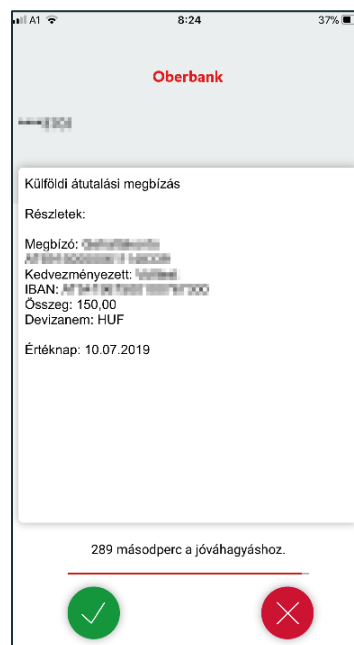 A1 8:24 37%
Oberbank
Külföldi átutalási megbízás
Részletek:
Megbízó:
Kedvezményezett:
IBAN:
Összeg: 150,00
Devizanem: HUF
Értéknap: 10.07.2019
289 másodperc a jóváhagyáshoz.